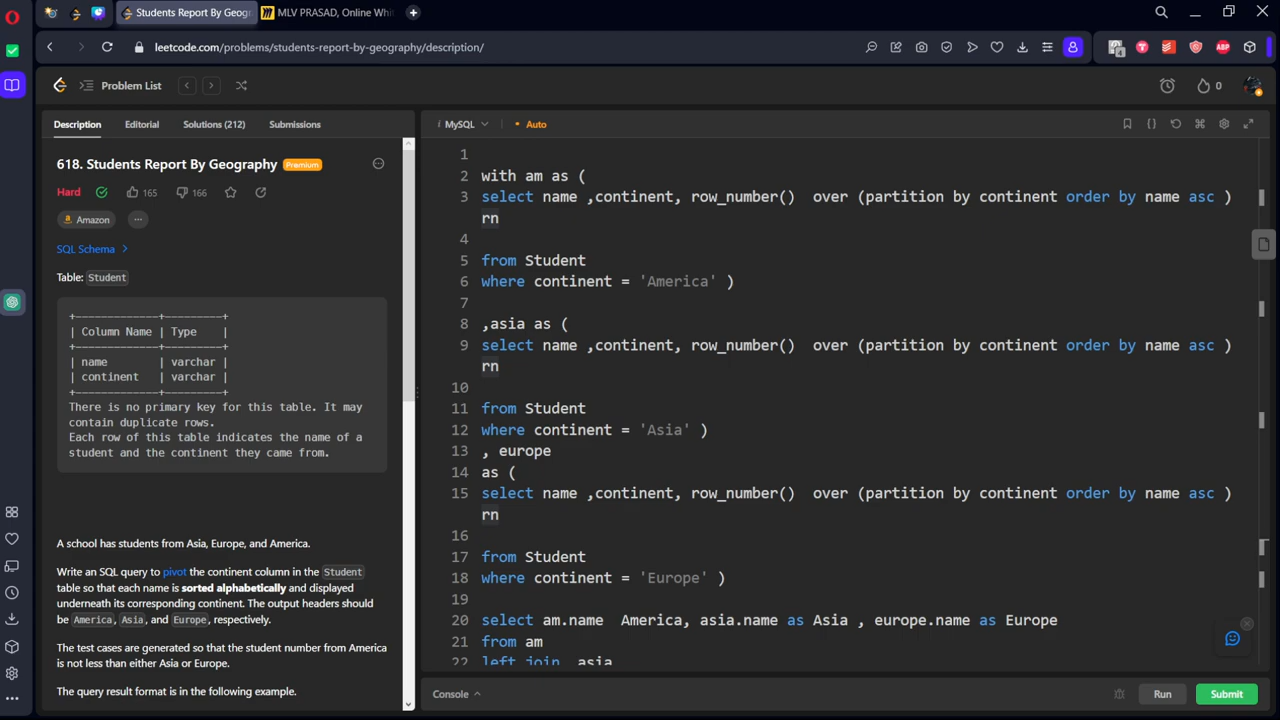 Students Report By Geogr
MLV PRASAD, Online Whit
leetcode.com/problems/students-report-by-geography/description/
4
ABP
Problem List
0
Description
Editorial
Solutions (212)
Submissions
618. Students Report By Geography
Premium
Hard
165
166
Amazon
SQL Schema
Table: Student
+-------------+---------+
| Column Name | Type    |
+-------------+---------+
| name        | varchar |
| continent   | varchar |
+-------------+---------+
There is no primary key for this table. It may
contain duplicate rows.
Each row of this table indicates the name of a
student and the continent they came from.
A school has students from Asia, Europe, and America.
Write an SQL query to pivot the continent column in the Student
table so that each name is sorted alphabetically and displayed
underneath its corresponding continent. The output headers should
be America, Asia, and Europe, respectively.
The test cases are generated so that the student number from America
is not less than either Asia or Europe.
The query result format is in the following example.
i MySQL
• Auto
1
2 with am as (
3 select name ,continent, row_number()  over (partition by continent order by name asc )
rn
4
5 from Student
6 where continent = 'America' )
7
8 ,asia as (
9 select name ,continent, row_number()  over (partition by continent order by name asc )
rn
10
11 from Student
12 where continent = 'Asia' )
13 , europe
14 as (
15 select name ,continent, row_number()  over (partition by continent order by name asc )
rn
16
17 from Student
18 where continent = 'Europe' )
19
20 select am.name  America, asia.name as Asia , europe.name as Europe
21 from am
22 left join  asia
Console
Run
Submit